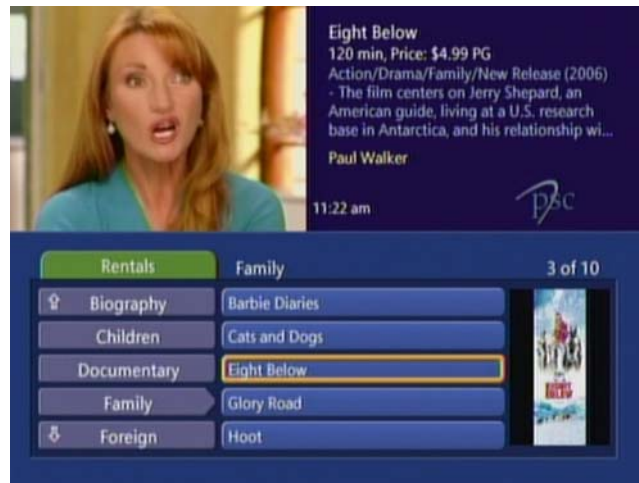 Eight Below
120 min, Price: $4.99 PG
Action/Drama/Family/New Release (2006)
- The film centers on Jerry Shepard, an
American guide, living at a U.S. research
base in Antarctica, and his relationship wi...
Paul Walker
11:22 am
psc
Rentals
Family
3 of 10
Biography
Barbie Diaries
Children
Cats and Dogs
Documentary
Eight Below
Family
Glory Road
Foreign
Hoot
EIGHT
BELOW